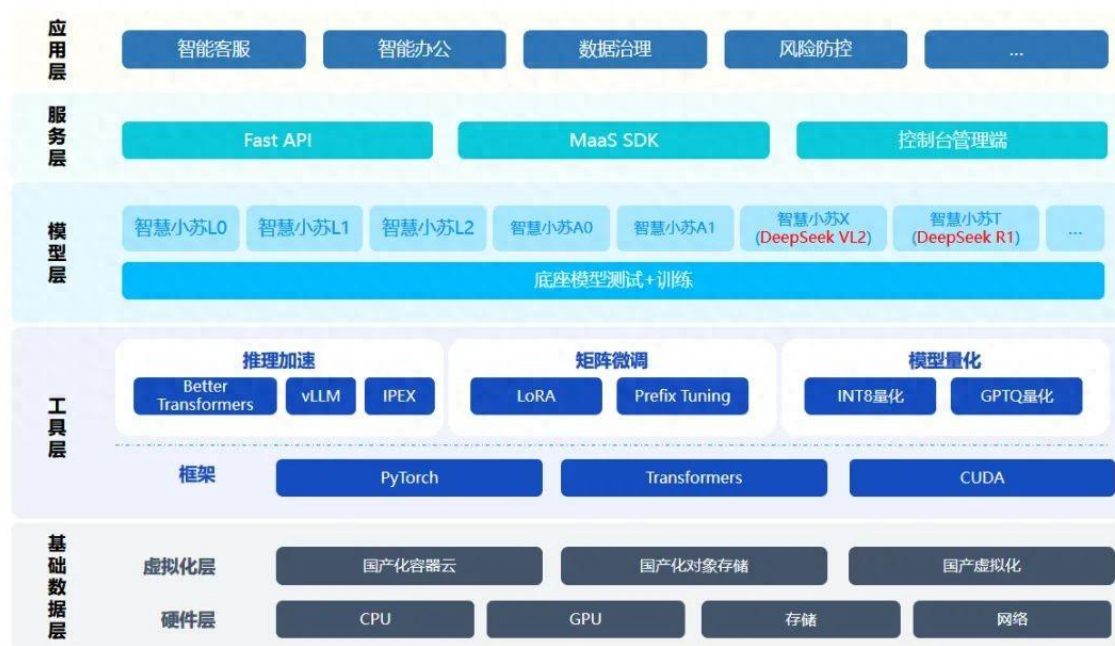 应用层
智能客服
智能办公
数据治理
风险防控
...
服务层
Fast API
MaaS SDK
控制台管理端
模型层
智慧小苏L0
智慧小苏L1
智慧小苏L2
智慧小苏A0
智慧小苏A1
智慧小苏X
(DeepSeek VL2)
智慧小苏T
(DeepSeek R1)
...
底座模型测试+训练
工具层
推理加速
Better
Transformers
vLLM
IPEX
矩阵微调
LoRA
Prefix Tuning
模型量化
INT8量化
GPTQ量化
框架
PyTorch
Transformers
CUDA
基础数据层
虚拟化层
国产化容器云
国产化对象存储
国产虚拟化
硬件层
CPU
GPU
存储
网络